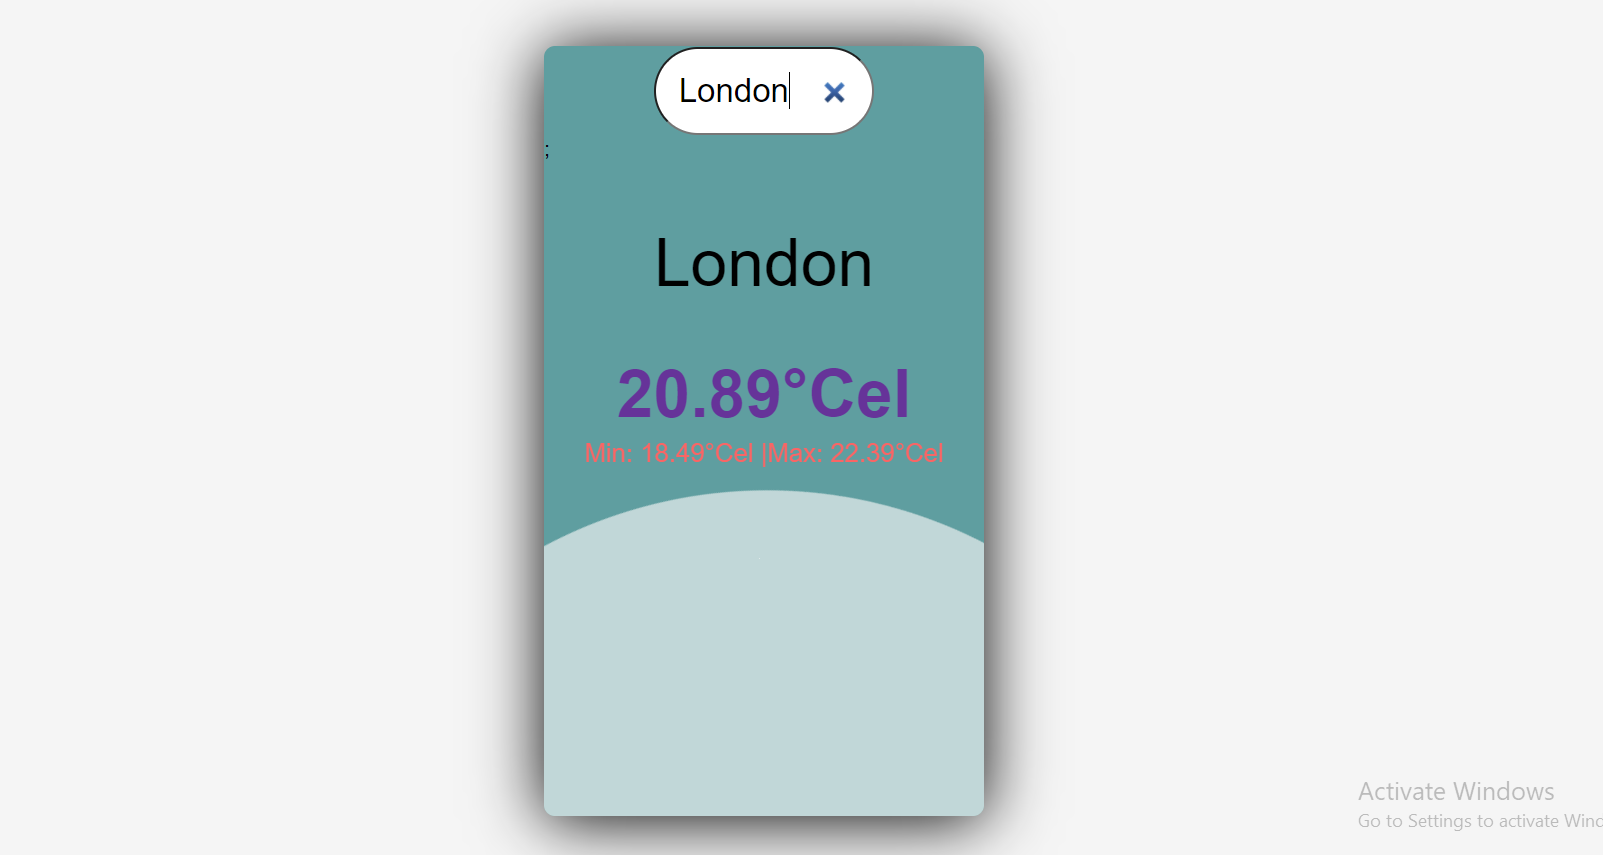 London
;
London
20.89°Cel
Min: 18.49°Cel |Max: 22.39°Cel
Activate Windows
Go to Settings to activate Wind